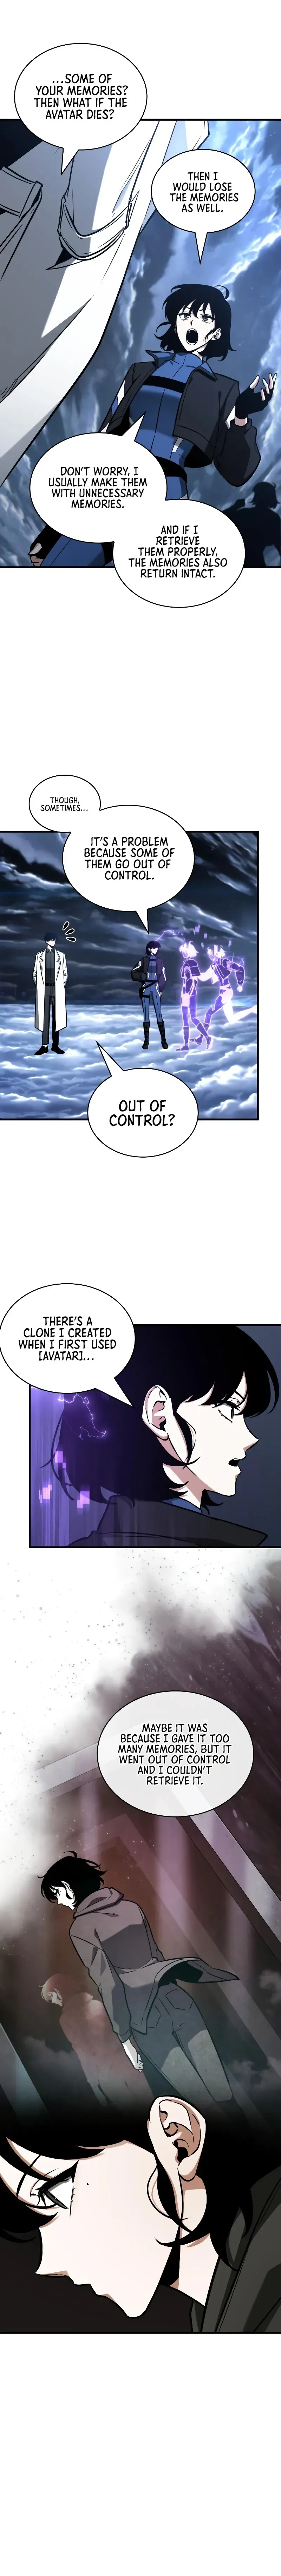 ...SOME OF
YOUR MEMORIES?
THEN WHAT IF THE
AVATAR DIES?
THEN I
WOULD LOSE
THE MEMORIES
AS WELL.
DON'T WORRY, I
USUALLY MAKE THEM
WITH UNNECESSARY
MEMORIES.
AND IF I
RETRIEVE
THEM PROPERLY,
THE MEMORIES ALSO
RETURN INTACT.
THOUGH,
SOMETIMES...
IT'S A PROBLEM
BECAUSE SOME OF
THEM GO OUT OF
CONTROL.
OUT OF
CONTROL?
THERE'S A
CLONE I CREATED
WHEN I FIRST USED
[AVATAR]...
MAYBE IT WAS
BECAUSE I GAVE IT TOO
MANY MEMORIES, BUT IT
WENT OUT OF CONTROL
AND I COULDN'T
RETRIEVE IT.